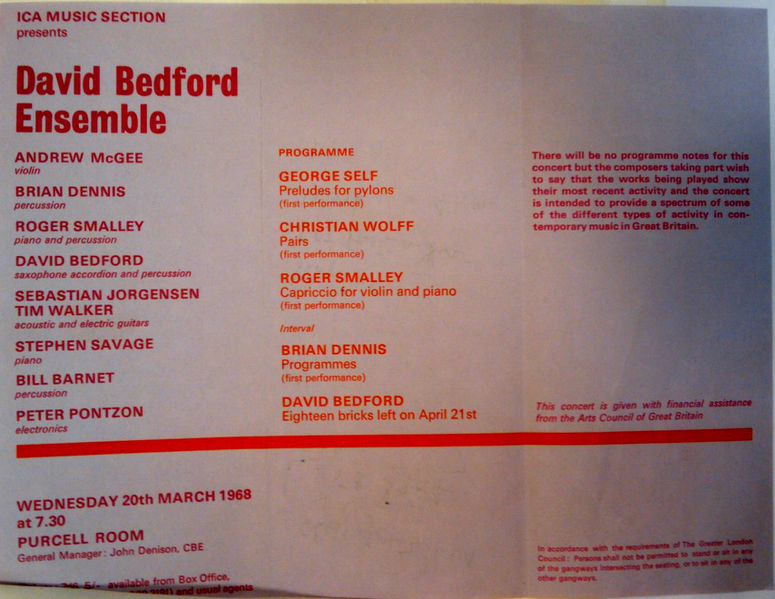 ICA MUSIC SECTION
presents
David Bedford
Ensemble
ANDREW McGEE
violin
BRIAN DENNIS
percussion
ROGER SMALLEY
piano and percussion
DAVID BEDFORD
saxophone accordion and percussion
SEBASTIAN JORGENSEN
TIM WALKER
acoustic and electric guitars
STEPHEN SAVAGE
piano
BILL BARNET
percussion
PETER PONTZON
electronics
PROGRAMME
GEORGE SELF
Preludes for pylons
(first performance)
CHRISTIAN WOLFF
Pairs
(first performance)
ROGER SMALLEY
Capriccio for violin and piano
(first performance)
Interval
BRIAN DENNIS
Programmes
(first performance)
DAVID BEDFORD
Eighteen bricks left on April 21st
There will be no programme notes for this
concert but the composers taking part wish
to say that the works being played show
their most recent activity and the concert
is intended to provide a spectrum of some
of the different types of activity in con-
temporary music in Great Britain.
This concert is given with financial assistance
from the Arts Council of Great Britain
WEDNESDAY 20th MARCH 1968
at 7.30
PURCELL ROOM
General Manager: John Denison, CBE
5/- available from Box Office,
and usual agents
In accordance with the requirements of The Greater London
Council: Persons shall not be permitted to stand or sit in any
of the gangways intersecting the seating, or to sit in any of the
other gangways.